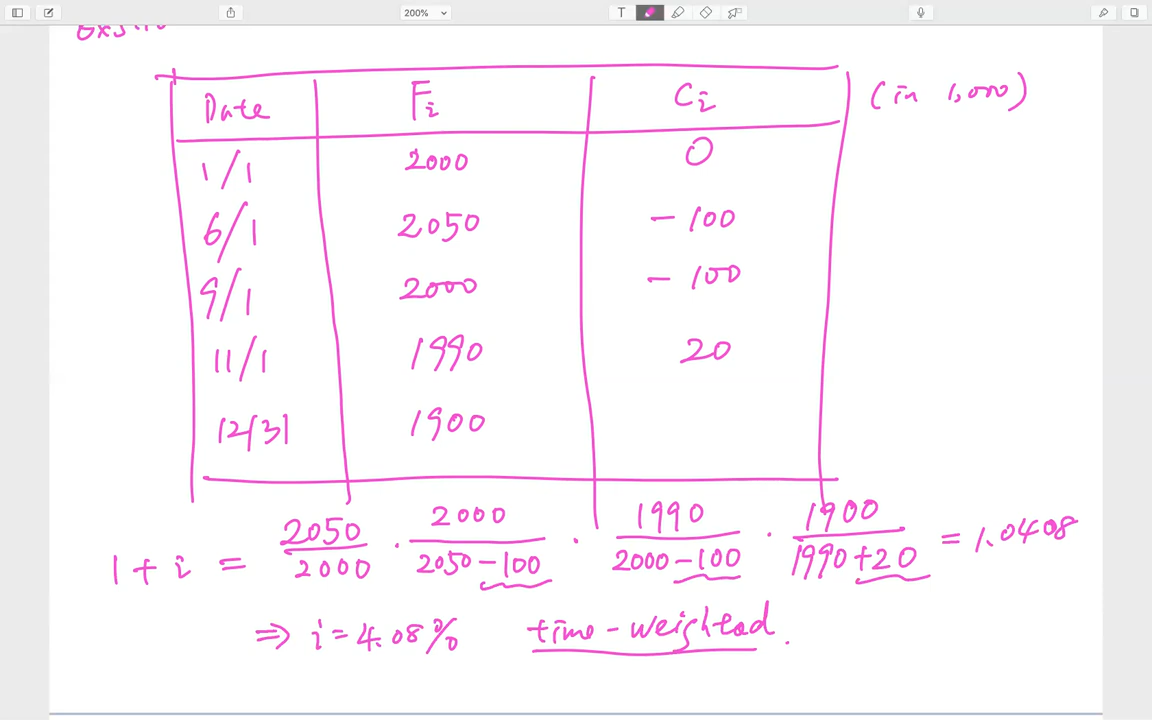 200%
T
Date F_i C_i (in 1,000)
1/1 2000 0
6/1 2050 -100
9/1 2000 -100
11/1 1990 20
12/31 1900
1 + i = 2050/2000 · 2000/(2050-100) · 1990/(2000-100) · 1900/(1990+20) = 1.0408
⇒ i = 4.08% time-weighted.